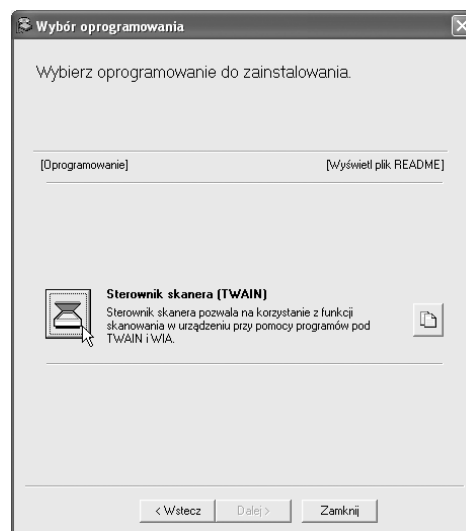 Wybór oprogramowania
Wybierz oprogramowanie do zainstalowania.
[Oprogramowanie] [Wyświetl plik README]
Sterownik skanera (TWAIN)
Sterownik skanera pozwala na korzystanie z funkcji
skanowania w urządzeniu przy pomocy programów pod
TWAIN i WIA.
< Wstecz Dalej > Zamknij